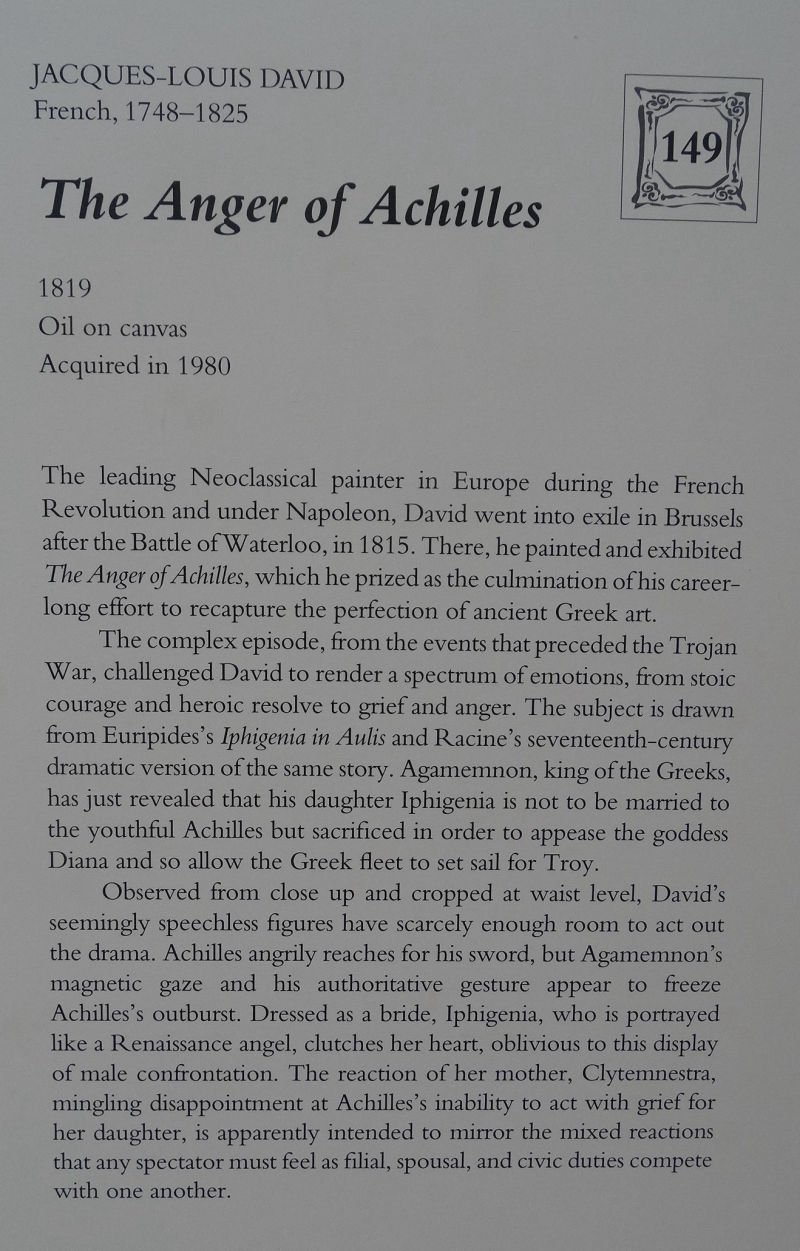 JACQUES-LOUIS DAVID
French, 1748–1825
149
The Anger of Achilles
1819
Oil on canvas
Acquired in 1980
The leading Neoclassical painter in Europe during the French
Revolution and under Napoleon, David went into exile in Brussels
after the Battle of Waterloo, in 1815. There, he painted and exhibited
The Anger of Achilles, which he prized as the culmination of his career-
long effort to recapture the perfection of ancient Greek art.
The complex episode, from the events that preceded the Trojan
War, challenged David to render a spectrum of emotions, from stoic
courage and heroic resolve to grief and anger. The subject is drawn
from Euripides's Iphigenia in Aulis and Racine's seventeenth-century
dramatic version of the same story. Agamemnon, king of the Greeks,
has just revealed that his daughter Iphigenia is not to be married to
the youthful Achilles but sacrificed in order to appease the goddess
Diana and so allow the Greek fleet to set sail for Troy.
Observed from close up and cropped at waist level, David's
seemingly speechless figures have scarcely enough room to act out
the drama. Achilles angrily reaches for his sword, but Agamemnon's
magnetic gaze and his authoritative gesture appear to freeze
Achilles's outburst. Dressed as a bride, Iphigenia, who is portrayed
like a Renaissance angel, clutches her heart, oblivious to this display
of male confrontation. The reaction of her mother, Clytemnestra,
mingling disappointment at Achilles's inability to act with grief for
her daughter, is apparently intended to mirror the mixed reactions
that any spectator must feel as filial, spousal, and civic duties compete
with one another.